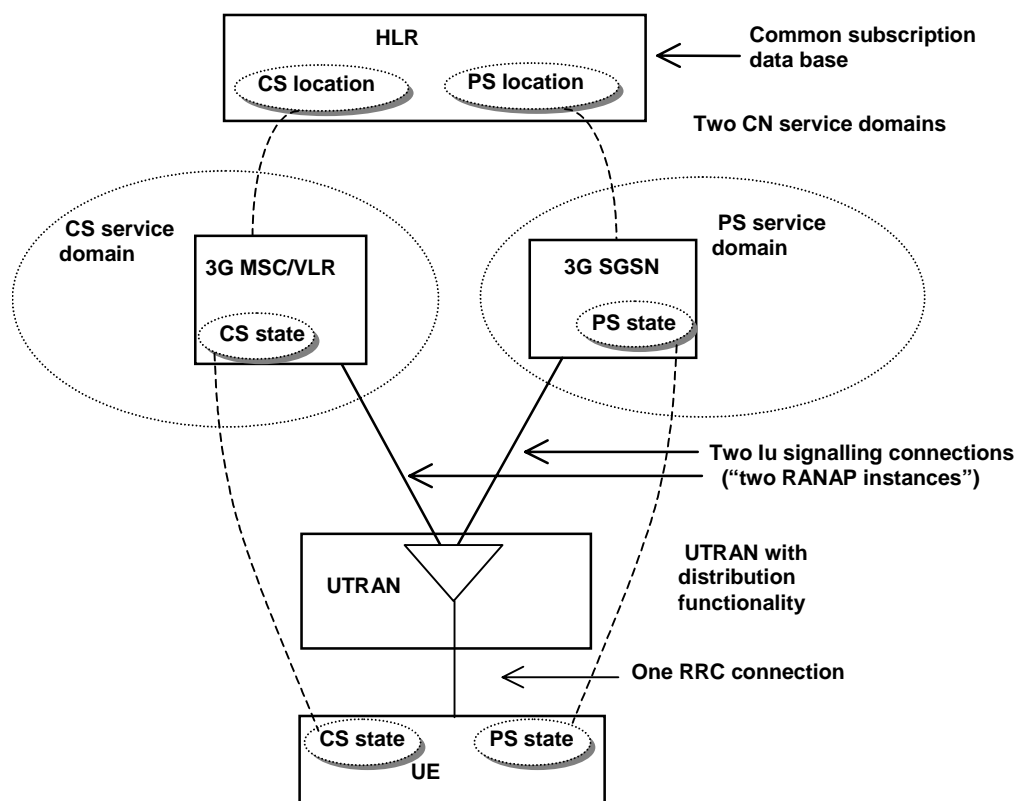 HLR
Common subscription
data base
CS location
PS location
Two CN service domains
CS service
domain
PS service
domain
3G MSC/VLR
3G SGSN
CS state
PS state
Two Iu signalling connections
(“two RANAP instances”)
UTRAN
UTRAN with
distribution
functionality
One RRC connection
CS state
PS state
UE